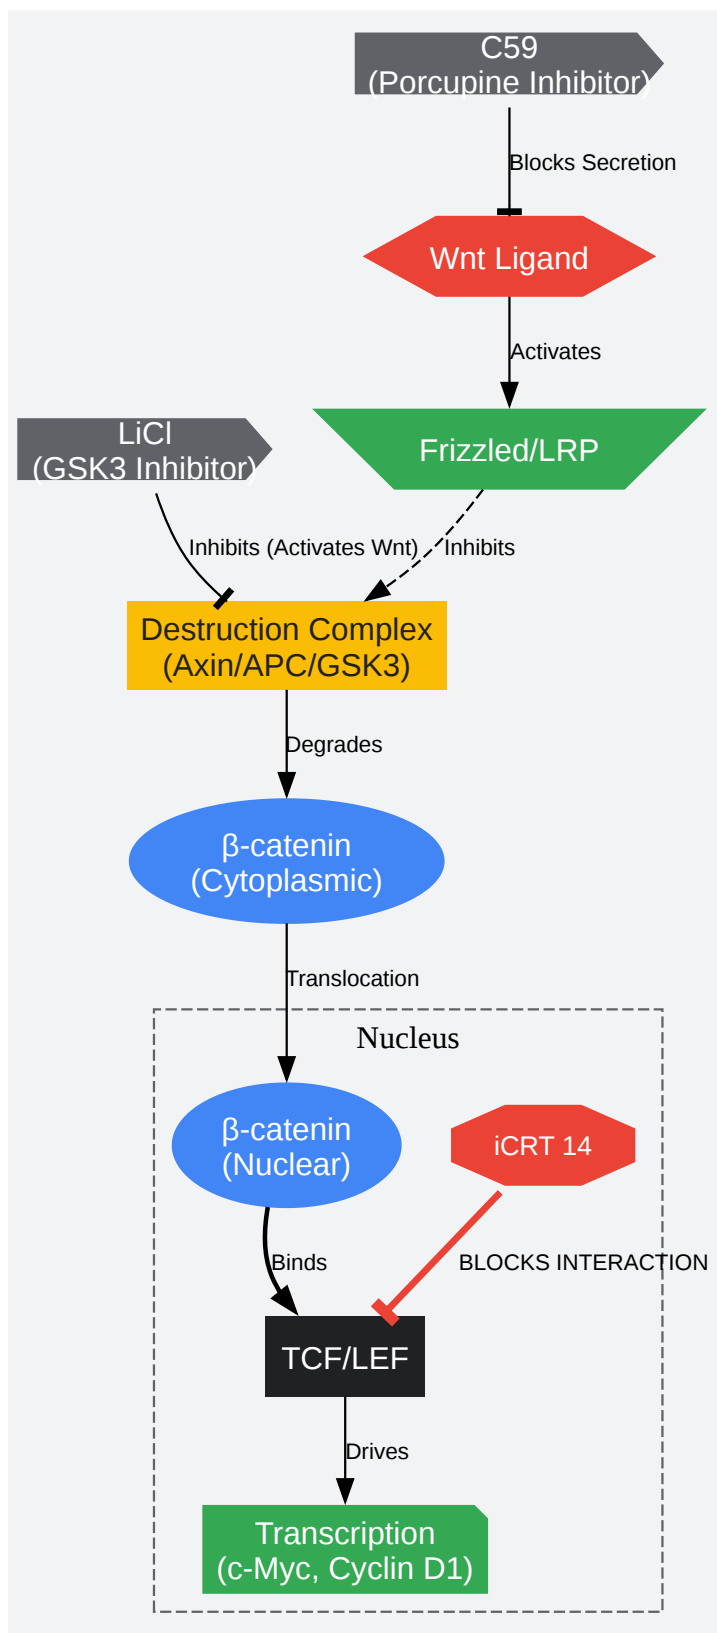 C59
(Porcupine Inhibitor)
Blocks Secretion
Wnt Ligand
Activates
LiCl
(GSK3 Inhibitor)
Frizzled/LRP
Inhibits (Activates Wnt)
Inhibits
Destruction Complex
(Axin/APC/GSK3)
Degrades
β-catenin
(Cytoplasmic)
Translocation
Nucleus
β-catenin
(Nuclear)
iCRT 14
Binds
BLOCKS INTERACTION
TCF/LEF
Drives
Transcription
(c-Myc, Cyclin D1)